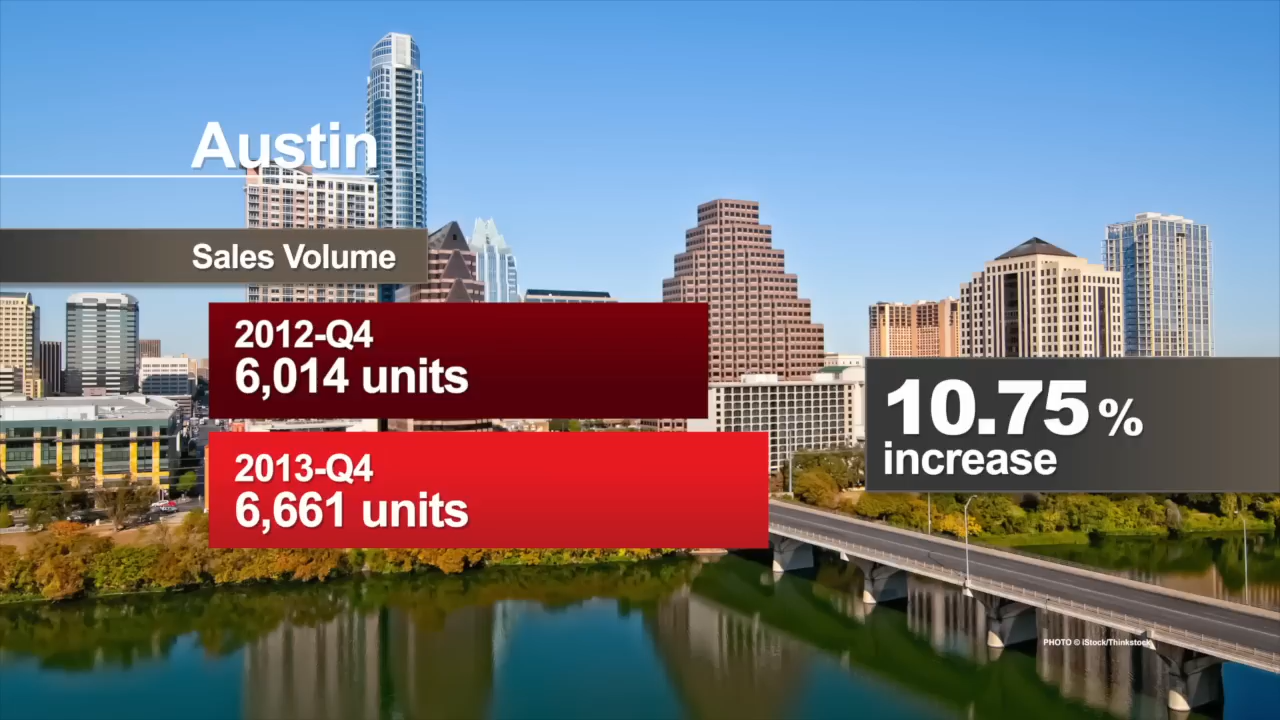 Austin
Sales Volume
2012-Q4
6,014 units
2013-Q4
6,661 units
10.75 %
increase
PHOTO © iStock/Thinkstock